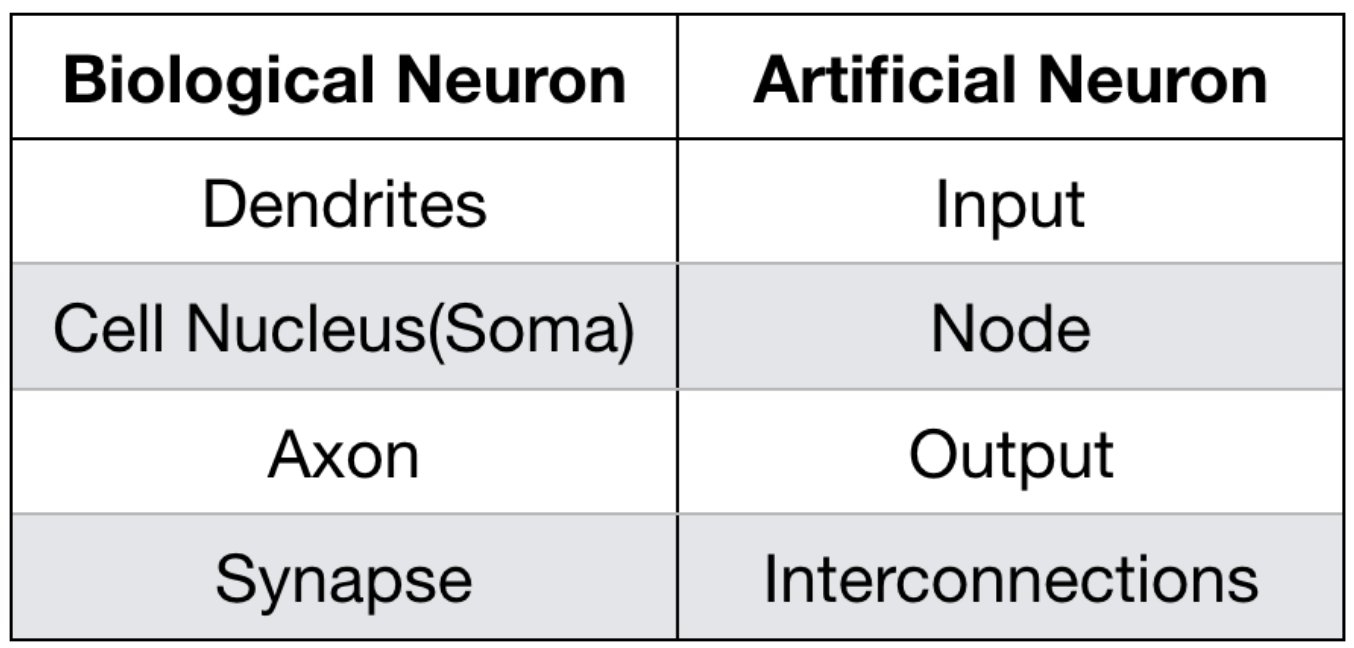 Biological Neuron Artificial Neuron
Dendrites Input
Cell Nucleus(Soma) Node
Axon Output
Synapse Interconnections